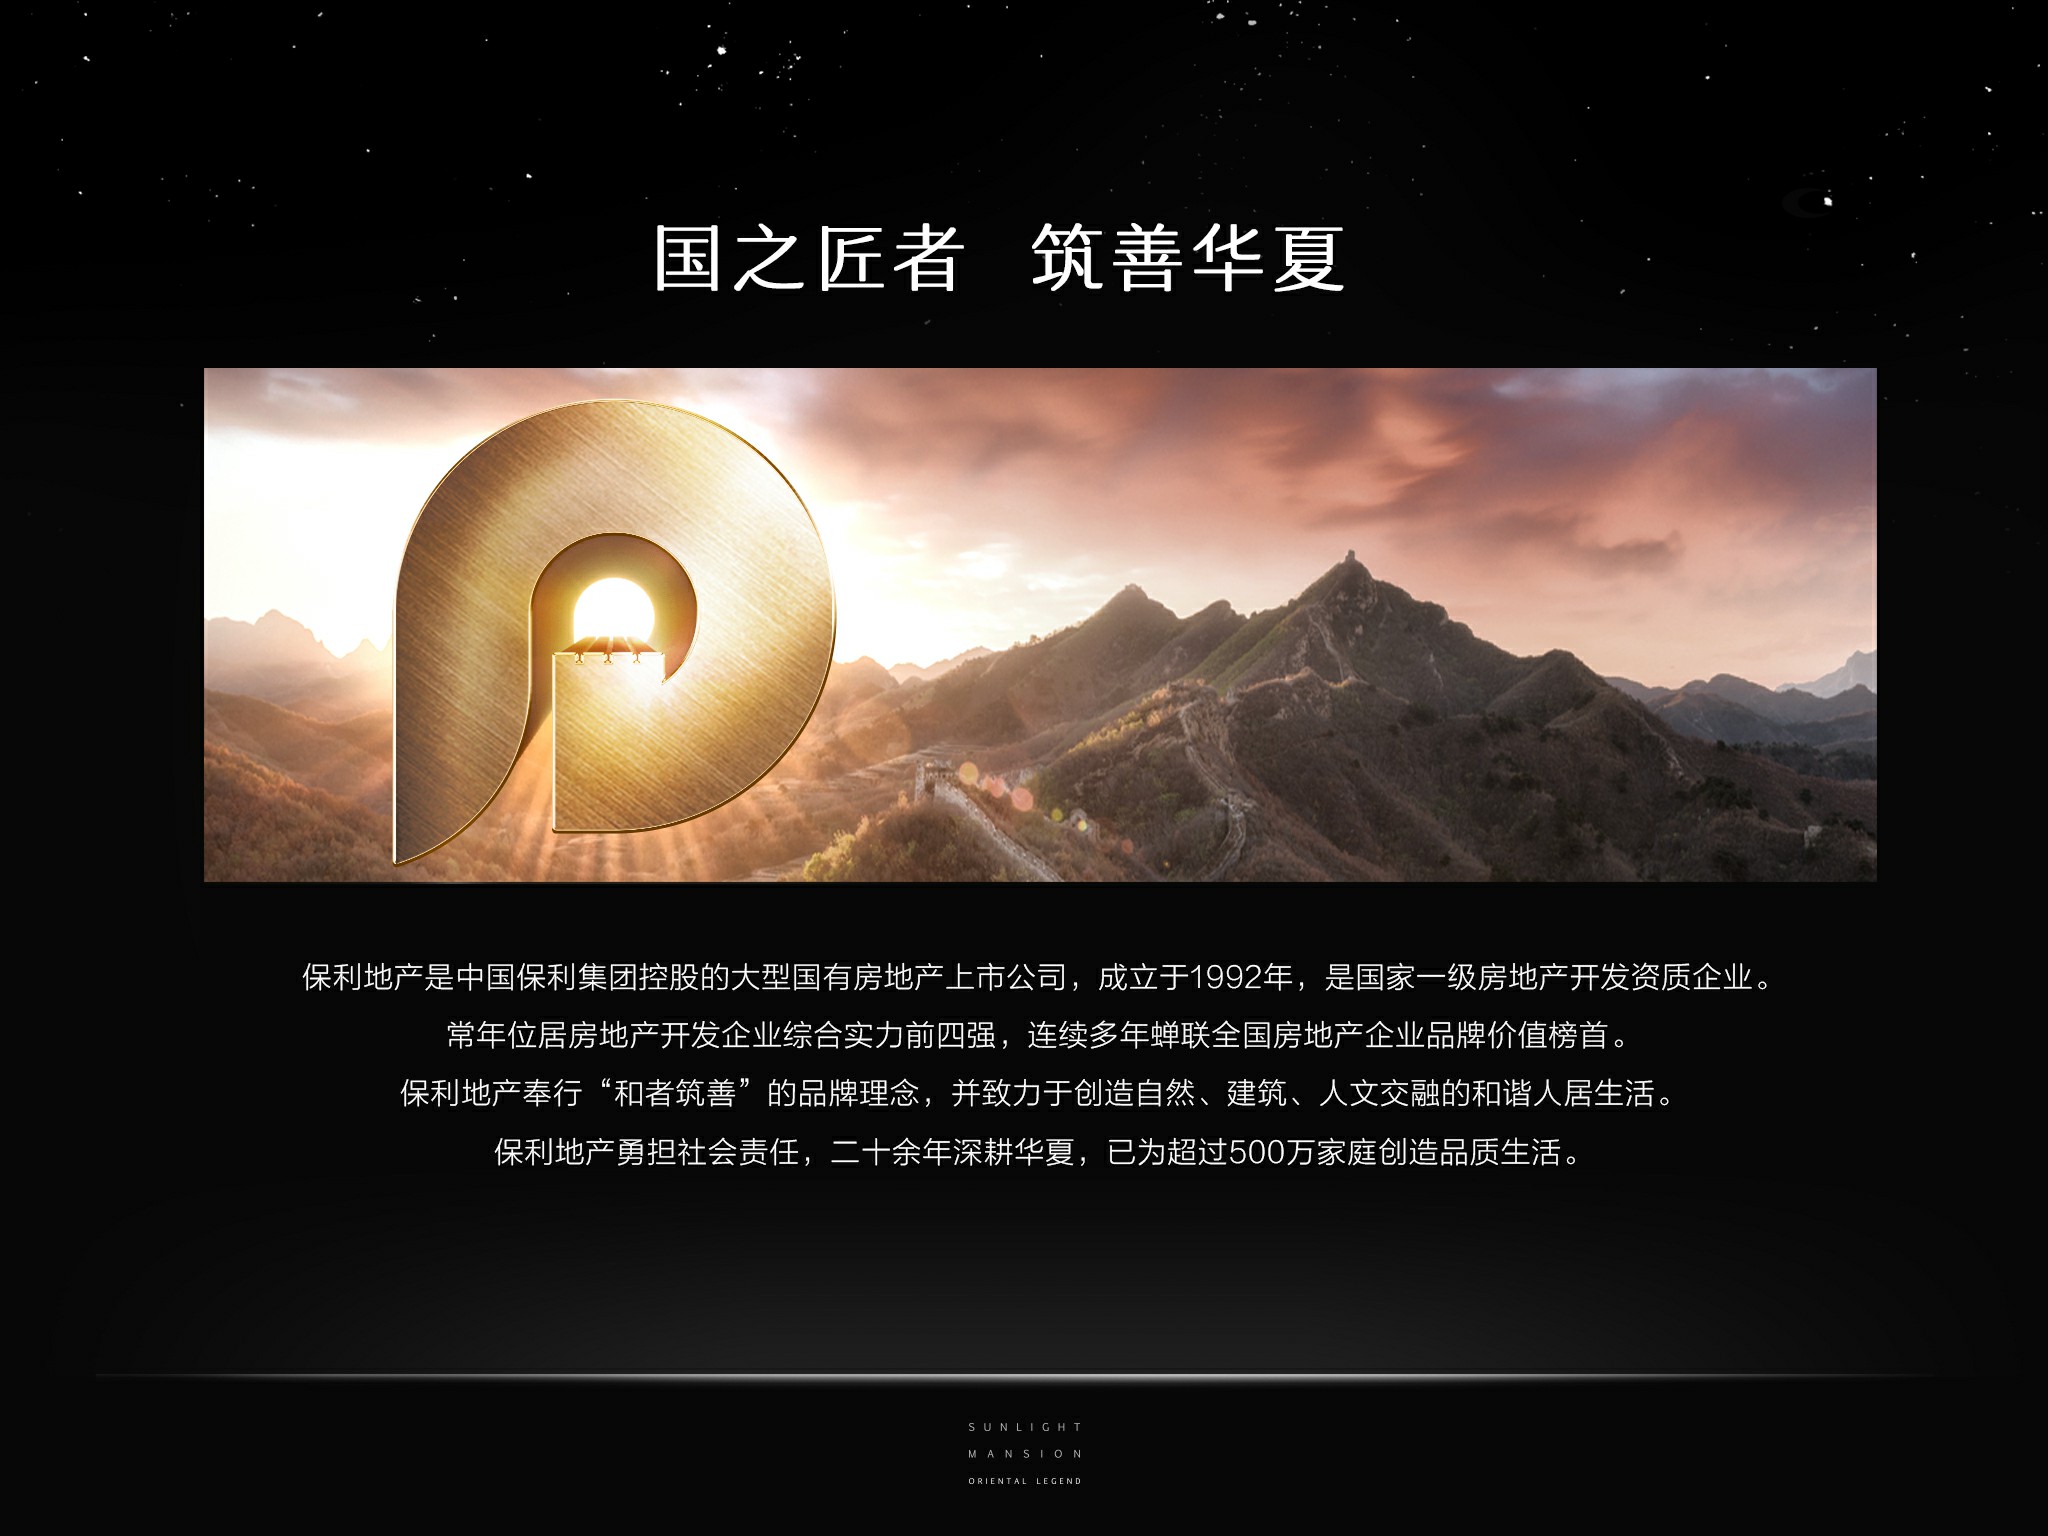 国之匠者 筑善华夏
保利地产是中国保利集团控股的大型国有房地产上市公司，成立于1992年，是国家一级房地产开发资质企业。
常年位居房地产开发企业综合实力前四强，连续多年蝉联全国房地产企业品牌价值榜首。
保利地产奉行“和者筑善”的品牌理念，并致力于创造自然、建筑、人文交融的和谐人居生活。
保利地产勇担社会责任，二十余年深耕华夏，已为超过500万家庭创造品质生活。
SUNLIGHT
MANSION
ORIENTAL LEGEND